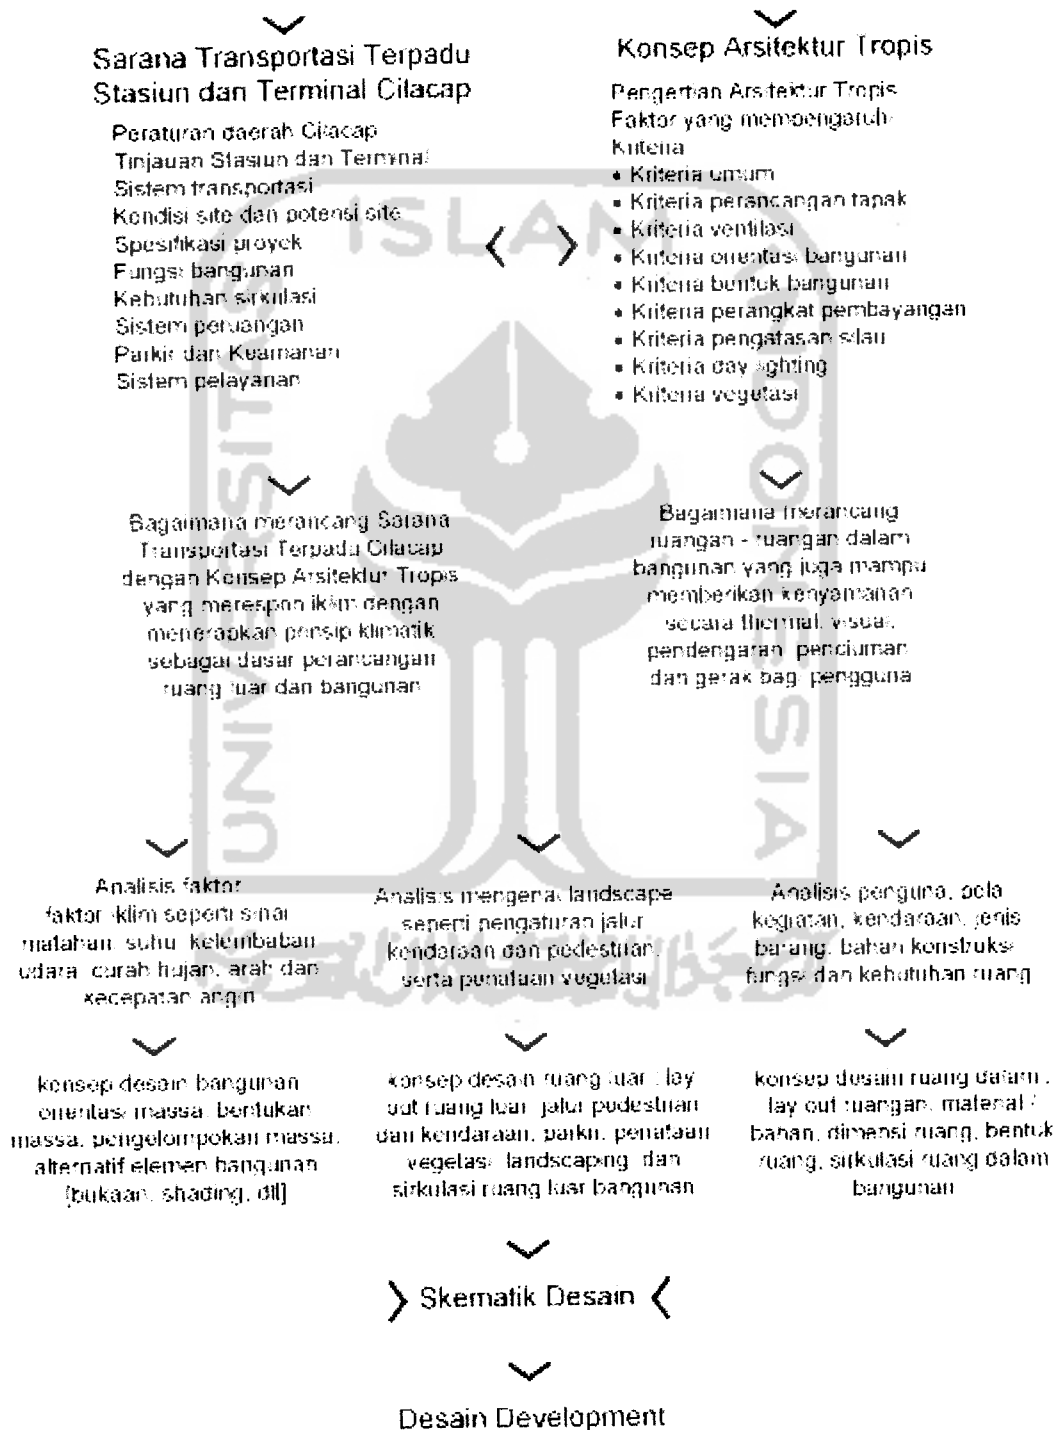 Sarana Transportasi Terpadu
Stasiun dan Terminal Cilacap
Peraturan daerah Cilacap
Tinjauan Stasiun dan Terminal
Sistem transportasi
Kondisi site dan potensi site
Spesifikasi proyek
Fungsi bangunan
Kebutuhan sirkulasi
Sistem peruangan
Parkir dan Keamanan
Sistem pelayanan
Konsep Arsitektur Tropis
Pengertian Arsitektur Tropis
Faktor yang mempengaruhi
Kriteria
• Kriteria umum
• Kriteria perancangan tapak
• Kriteria ventilasi
• Kriteria orientasi bangunan
• Kriteria bentuk bangunan
• Kriteria perangkat pembayangan
• Kriteria pengatasan silau
• Kriteria day lighting
• Kriteria vegetasi
Bagaimana merancang Sarana
Transportasi Terpadu Cilacap
dengan Konsep Arsitektur Tropis
yang merespon iklim dengan
menerapkan prinsip klimatik
sebagai dasar perancangan
ruang luar dan bangunan
Bagaimana merancang
ruangan - ruangan dalam
bangunan yang juga mampu
memberikan kenyamanan
secara thermal, visual,
pendengaran, penciuman
dan gerak bagi pengguna
Analisis faktor
faktor iklim seperti sinar
matahari, suhu, kelembaban
udara, curah hujan, arah dan
kecepatan angin
Analisis mengenai landscape
seperti pengaturan jalur
kendaraan dan pedestrian,
serta penataan vegetasi
Analisis penguna, pola
kegiatan, kendaraan, jenis
barang, bahan konstruksi
fungsi dan kebutuhan ruang
konsep desain bangunan
orientasi massa, bentukan
massa, pengelompokan massa,
alternatif elemen bangunan
[bukaan, shading, dll]
konsep desain ruang luar : lay
out ruang luar, jalur pedestrian
dan kendaraan, parkir, penataan
vegetasi, landscaping, dan
sirkulasi ruang luar bangunan
konsep desain ruang dalam :
lay out ruangan, material /
bahan, dimensi ruang, bentuk
ruang, sirkulasi ruang dalam
bangunan
Skematik Desain
Desain Development
UNIVERSITAS
ISLAM
INDONESIA